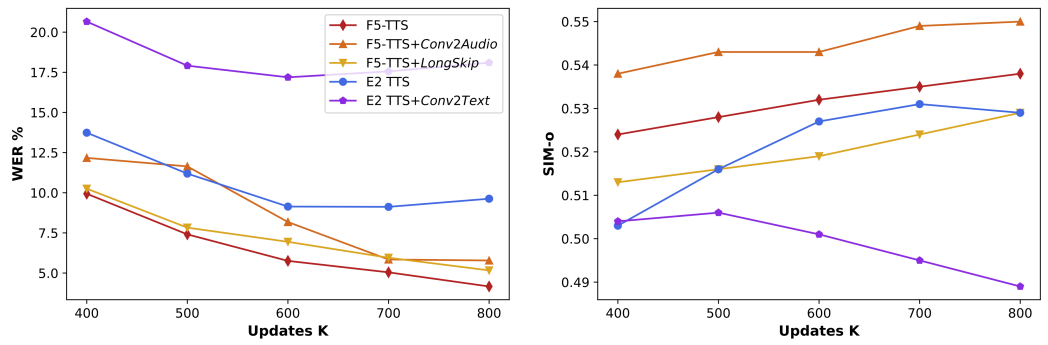 20.0
17.5
15.0
12.5
10.0
7.5
5.0
WER %
400 500 600 700 800
Updates K
F5-TTS
F5-TTS+Conv2Audio
F5-TTS+LongSkip
E2 TTS
E2 TTS+Conv2Text
0.55
0.54
0.53
0.52
0.51
0.50
0.49
SIM-o
400 500 600 700 800
Updates K